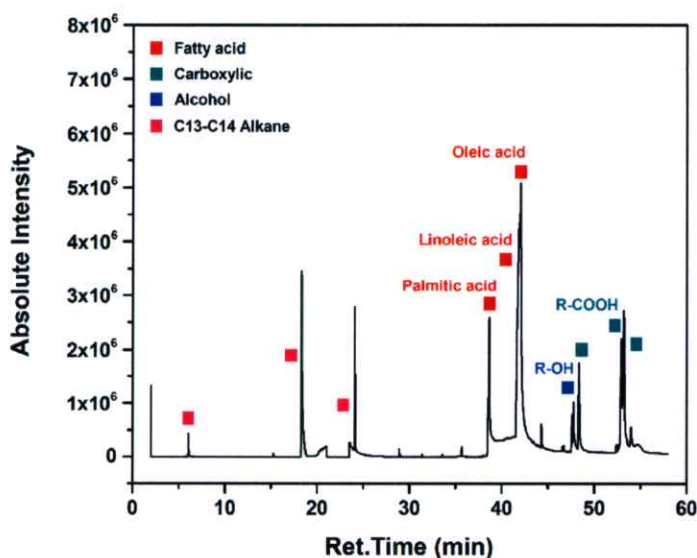 8x10⁶
7x10⁶
6x10⁶
5x10⁶
4x10⁶
3x10⁶
2x10⁶
1x10⁶
0
Absolute Intensity
Fatty acid
Carboxylic
Alcohol
C13-C14 Alkane
Oleic acid
Linoleic acid
Palmitic acid
R-COOH
R-OH
0 10 20 30 40 50 60
Ret.Time (min)